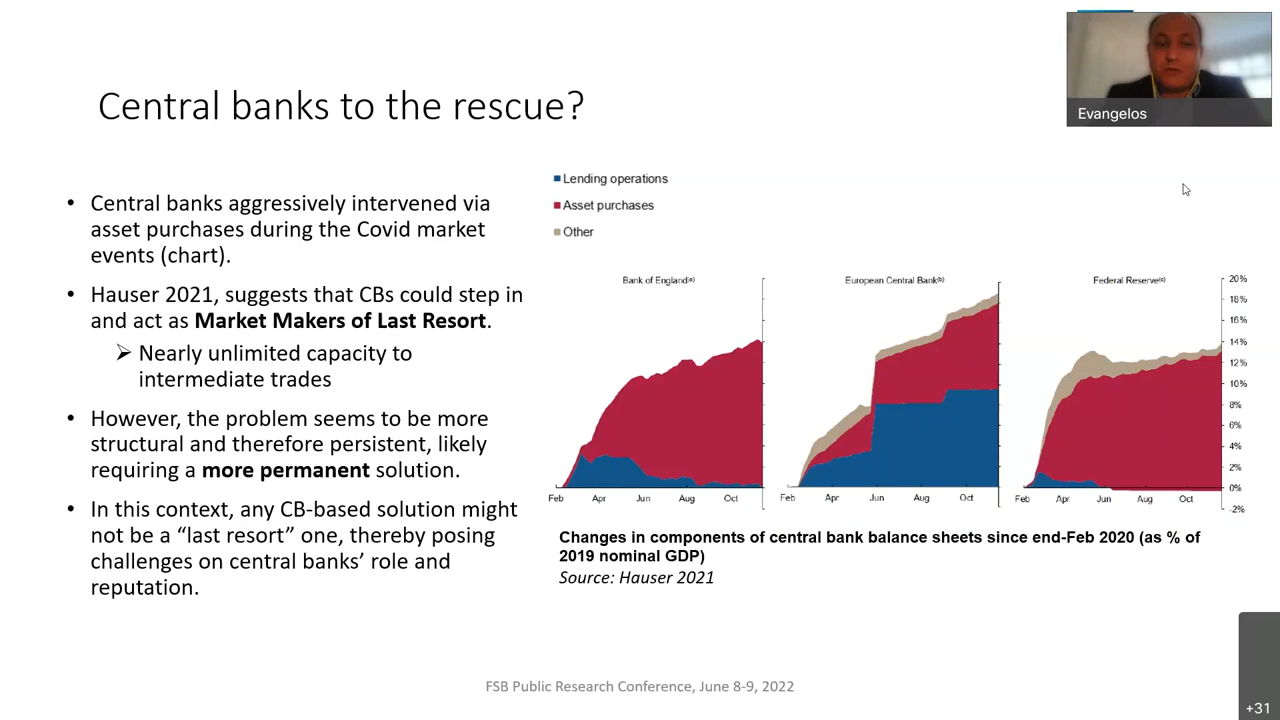 Evangelos
Central banks to the rescue?
• Central banks aggressively intervened via
asset purchases during the Covid market
events (chart).
• Hauser 2021, suggests that CBs could step in
and act as Market Makers of Last Resort.
➢ Nearly unlimited capacity to
intermediate trades
• However, the problem seems to be more
structural and therefore persistent, likely
requiring a more permanent solution.
• In this context, any CB-based solution might
not be a “last resort” one, thereby posing
challenges on central banks’ role and
reputation.
Lending operations
Asset purchases
Other
Bank of England(a)
European Central Bank(b)
Federal Reserve(c)
20%
18%
16%
14%
12%
10%
8%
6%
4%
2%
0%
-2%
Feb Apr Jun Aug Oct
Feb Apr Jun Aug Oct
Feb Apr Jun Aug Oct
Changes in components of central bank balance sheets since end-Feb 2020 (as % of
2019 nominal GDP)
Source: Hauser 2021
FSB Public Research Conference, June 8-9, 2022
+31